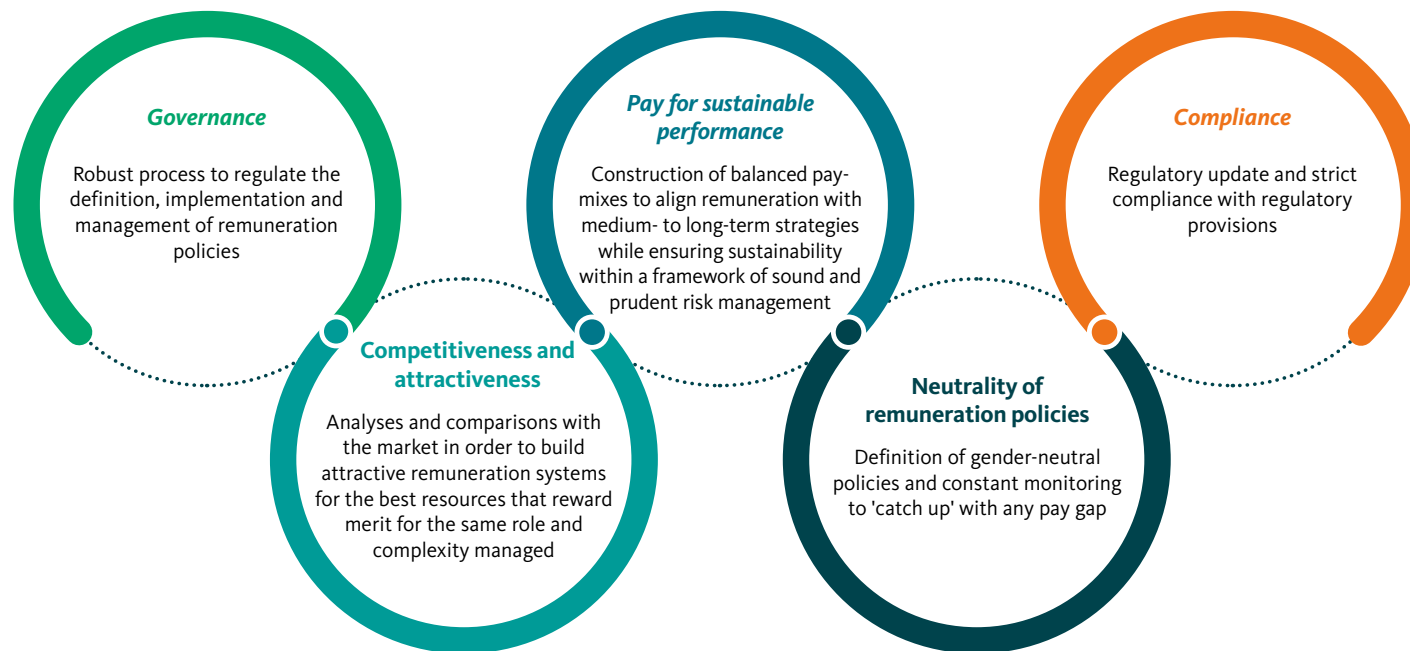 Governance
Robust process to regulate the
definition, implementation and
management of remuneration
policies
Competitiveness and
attractiveness
Analyses and comparisons with
the market in order to build
attractive remuneration systems
for the best resources that reward
merit for the same role and
complexity managed
Pay for sustainable
performance
Construction of balanced pay-
mixes to align remuneration with
medium- to long-term strategies
while ensuring sustainability
within a framework of sound and
prudent risk management
Neutrality of
remuneration policies
Definition of gender-neutral
policies and constant monitoring
to 'catch up' with any pay gap
Compliance
Regulatory update and strict
compliance with regulatory
provisions